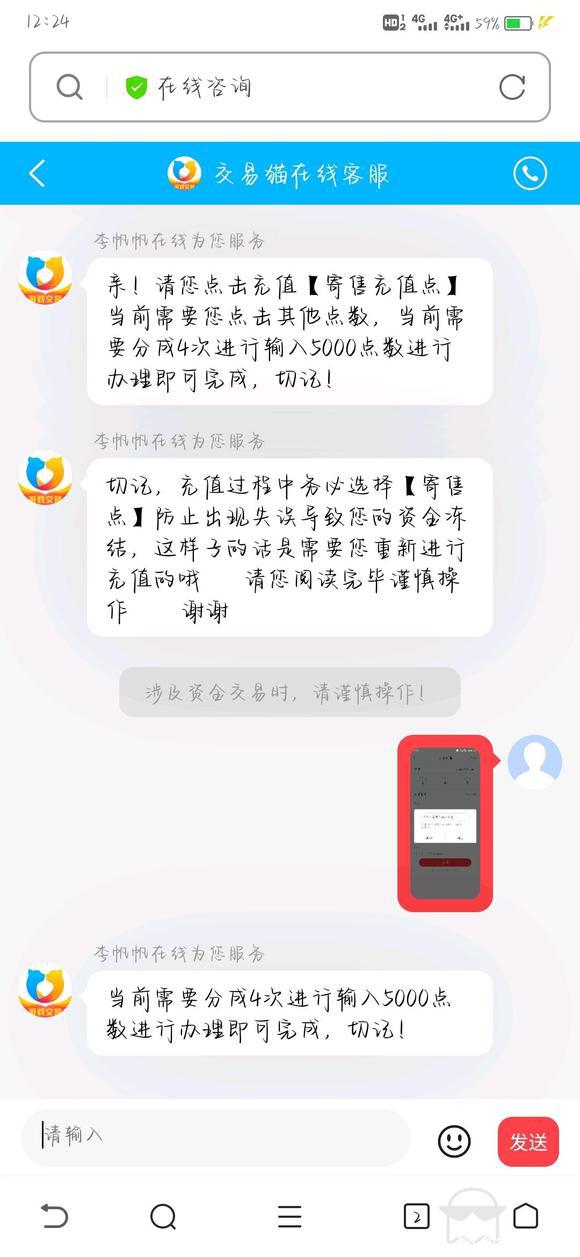 12:24
HD 1 2 4G 4G+ 59%
在线咨询
交易猫在线客服
李帆帆在线为您服务
亲！请您点击充值【寄售充值点】
当前需要您点击其他点数，当前需
要分成4次进行输入5000点数进行
办理即可完成，切记！
李帆帆在线为您服务
切记，充值过程中务必选择【寄售
点】防止出现失误导致您的资金冻
结，这样子的话是需要您重新进行
充值的哦 请您阅读完毕谨慎操
作 谢谢
涉及资金交易时，请谨慎操作！
李帆帆在线为您服务
当前需要分成4次进行输入5000点
数进行办理即可完成，切记！
请输入
发送
2